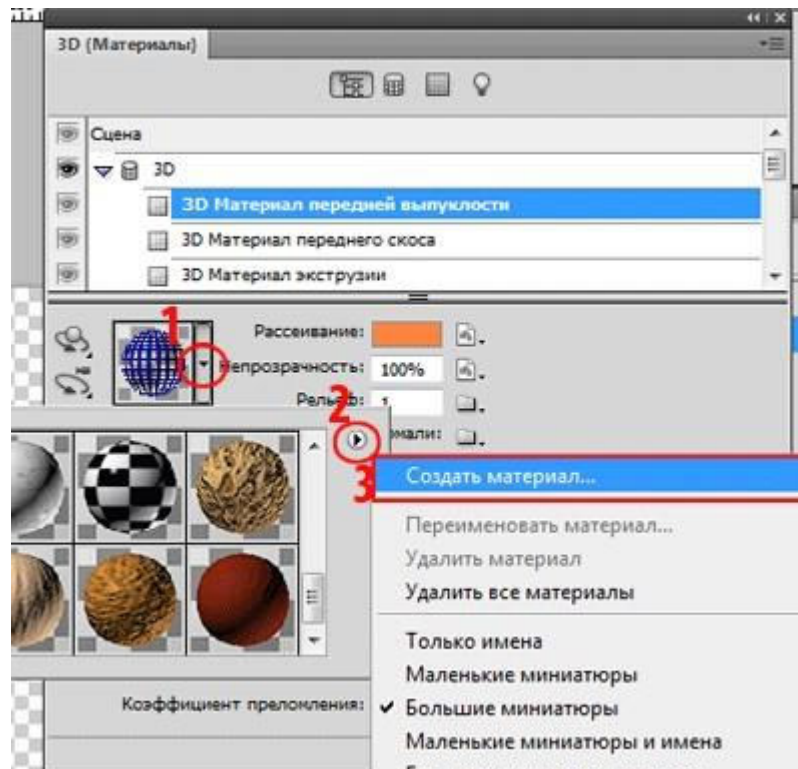 3D (Материалы)
Сцена
3D
3D Материал передней выпуклости
3D Материал переднего скоса
3D Материал экструзии
1
Рассеивание:
Непрозрачность: 100%
Рельеф: 1
2
3
Создать материал...
Переименовать материал...
Удалить материал
Удалить все материалы
Только имена
Маленькие миниатюры
Коэффициент преломления:
✔ Большие миниатюры
Маленькие миниатюры и имена